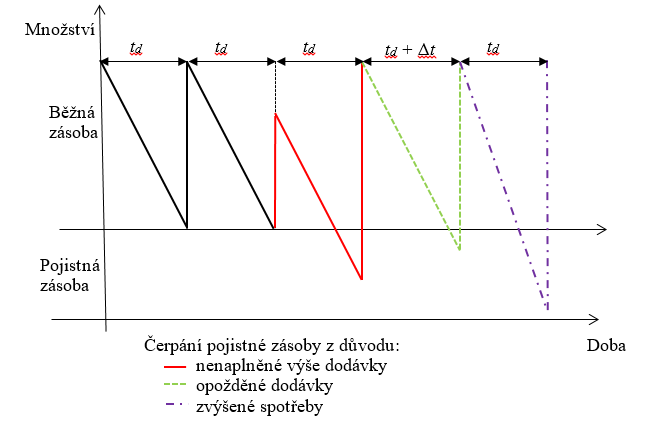 Množství
td
td
td
td + Δt
td
Běžná
zásoba
Pojistná
zásoba
Čerpání pojistné zásoby z důvodu:
Doba
nenaplněné výše dodávky
opožděné dodávky
zvýšené spotřeby